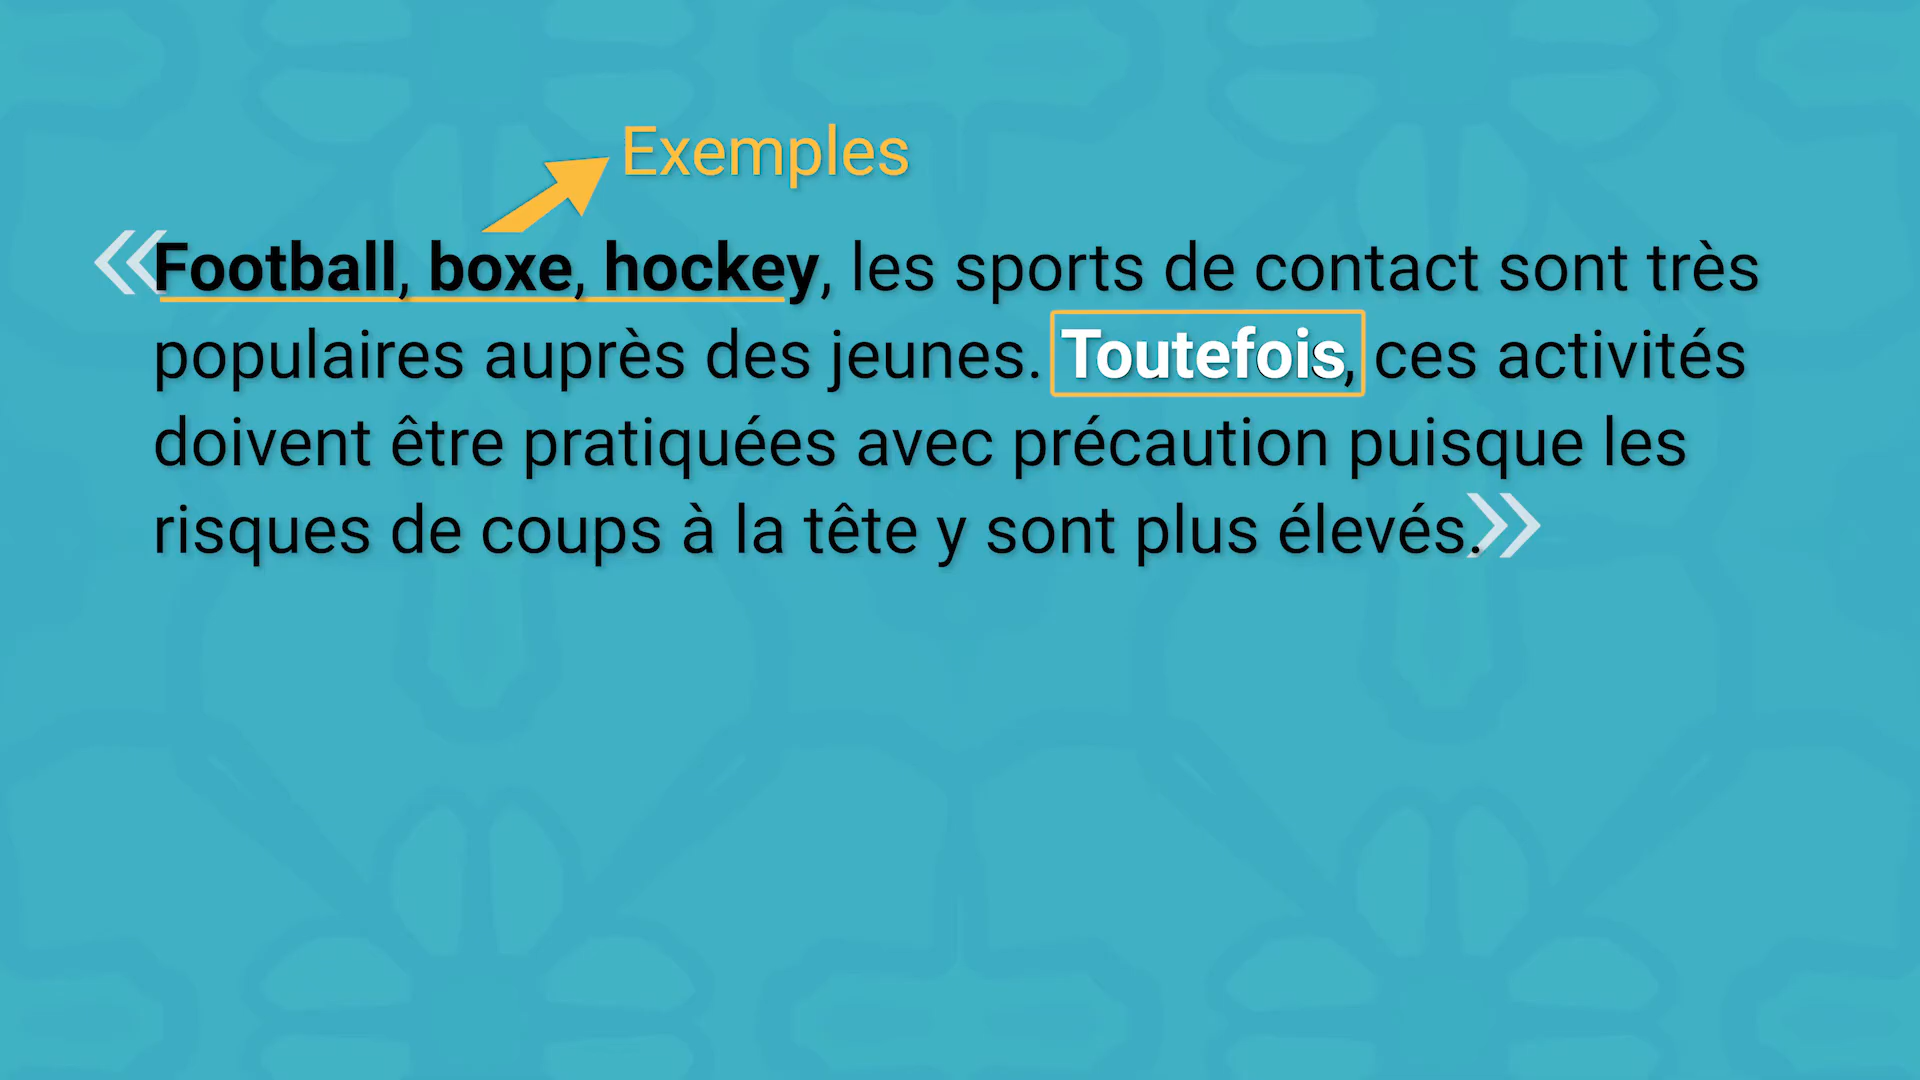 Exemples
«Football, boxe, hockey, les sports de contact sont très
populaires auprès des jeunes. Toutefois, ces activités
doivent être pratiquées avec précaution puisque les
risques de coups à la tête y sont plus élevés.»